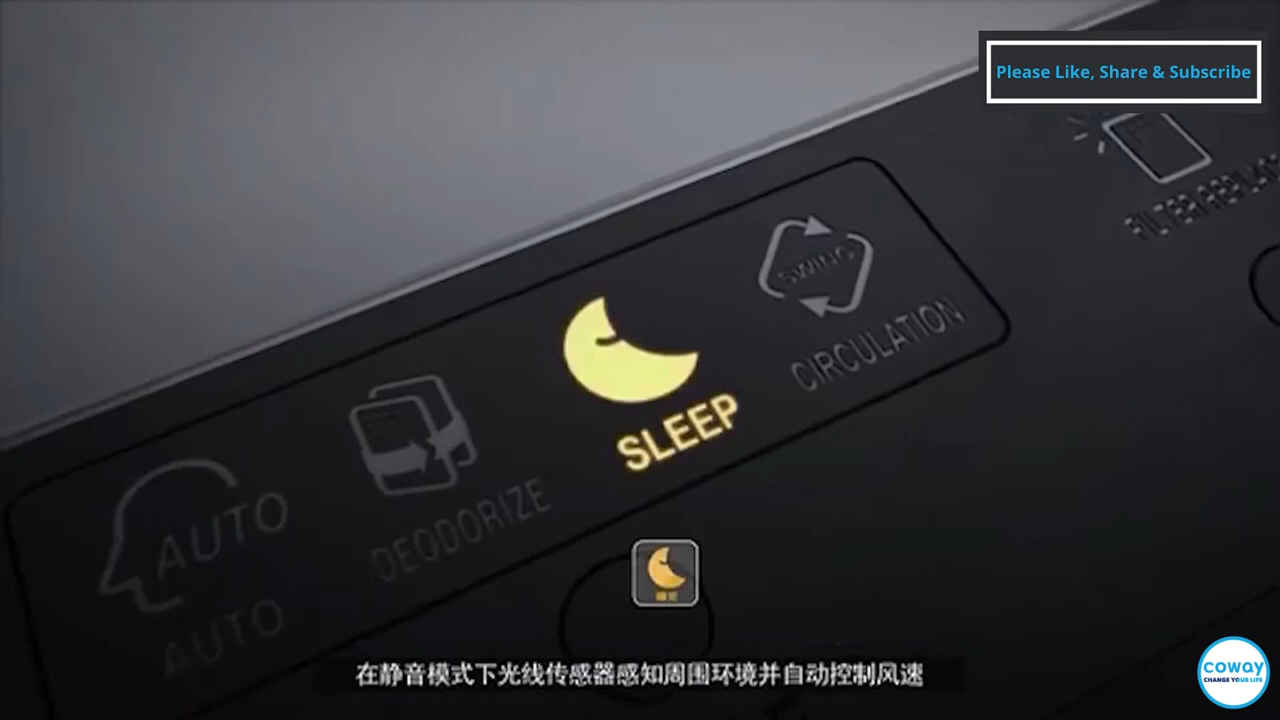 Please Like, Share & Subscribe
SWING
CIRCULATION
SLEEP
DEODORIZE
AUTO
AUTO
在静音模式下光线传感器感知周围环境并自动控制风速
coway
CHANGE YOUR LIFE